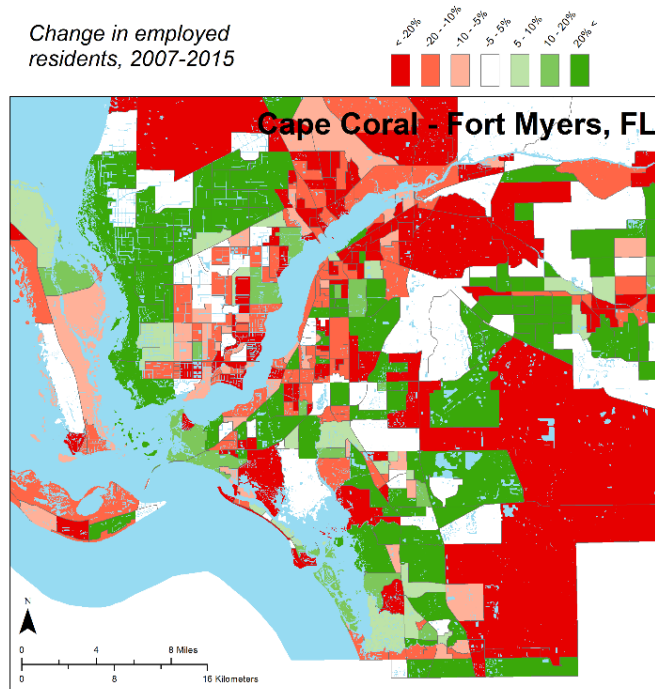 Change in employed
residents, 2007-2015
< -20%
-20 - -10%
-10 - -5%
-5 - 5%
5 - 10%
10 - 20%
20% <
Cape Coral - Fort Myers, FL
N
0 4 8 Miles
0 8 16 Kilometers